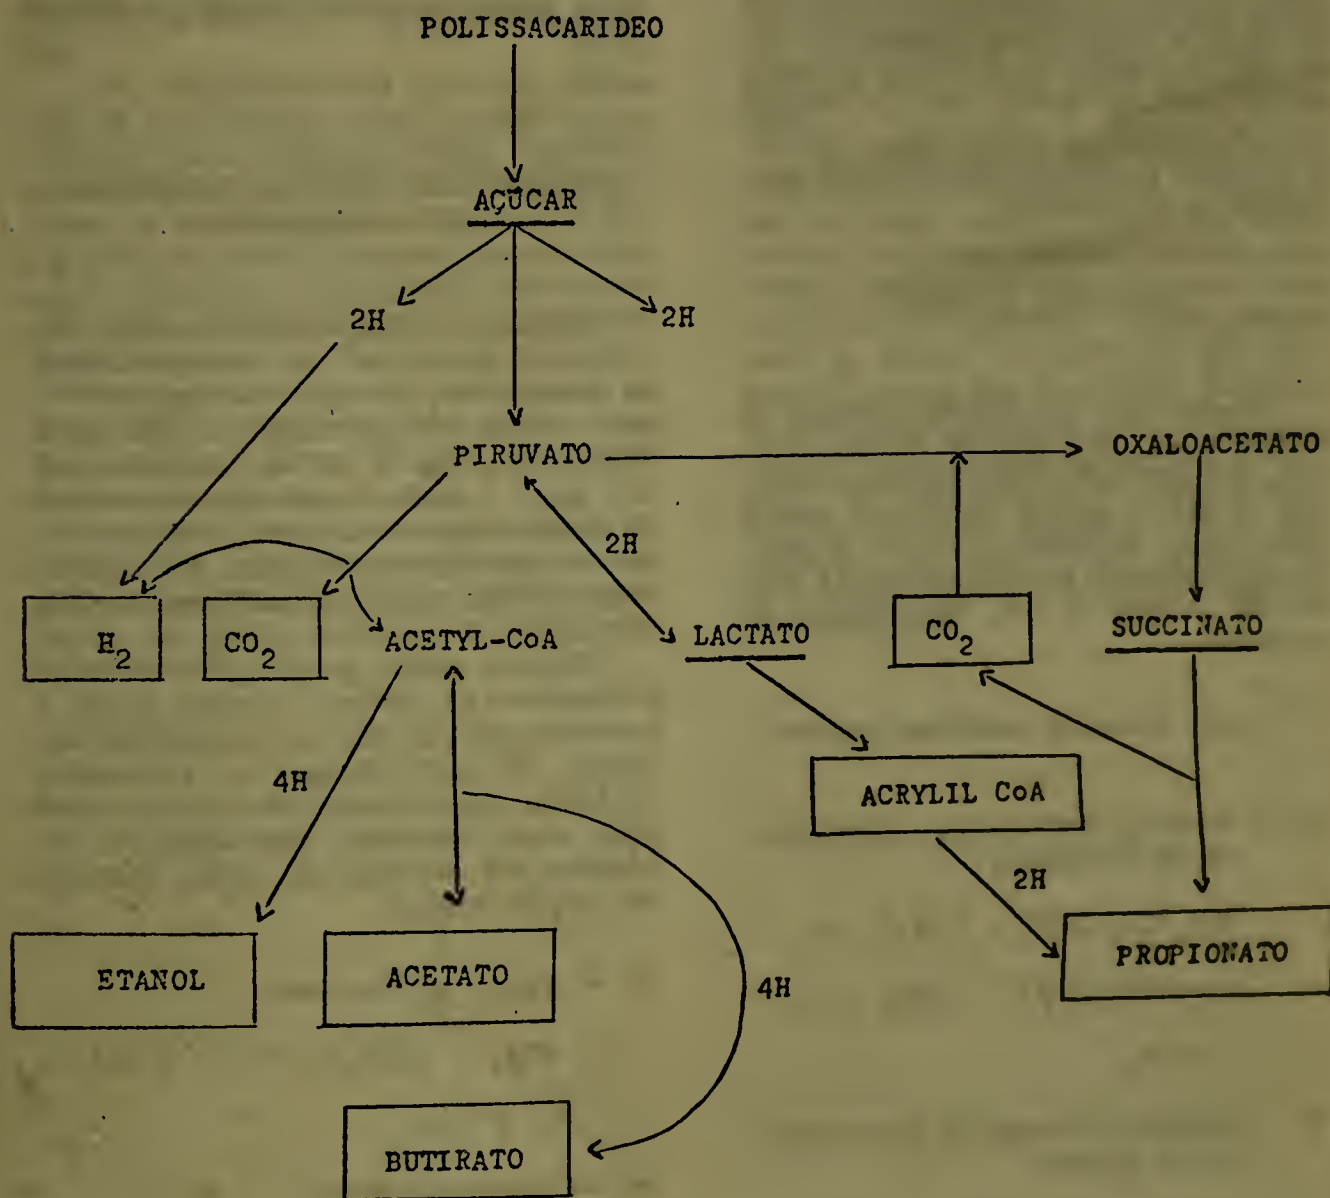 POLISSACARIDEO
AÇÚCAR
2H 2H
PIRUVATO OXALOACETATO
2H
H2 CO2 ACETYL-CoA LACTATO CO2 SUCCINATO
4H ACRYLIL CoA
2H
ETANOL ACETATO 4H PROPIONATO
BUTIRATO